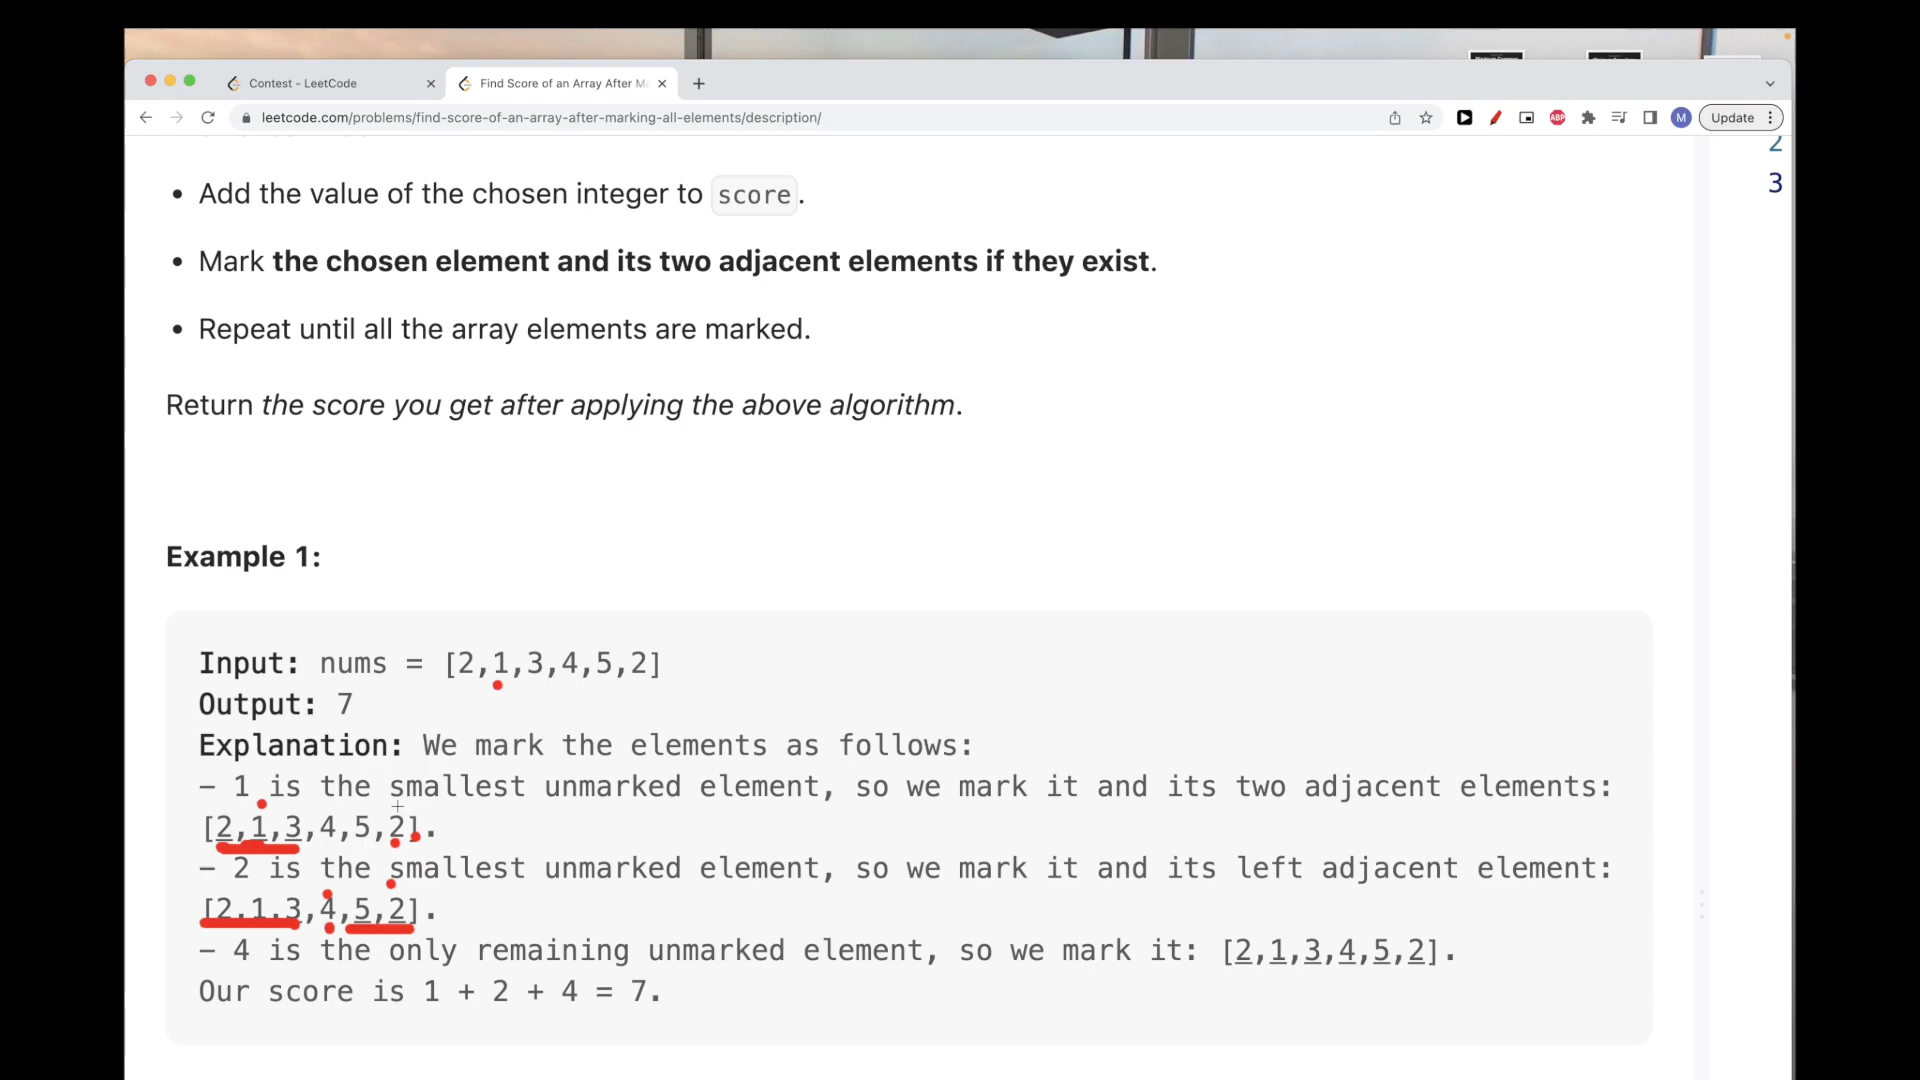 Contest - LeetCode
Find Score of an Array After M
leetcode.com/problems/find-score-of-an-array-after-marking-all-elements/description/
ABP
M
Update
2
3
• Add the value of the chosen integer to score.
• Mark the chosen element and its two adjacent elements if they exist.
• Repeat until all the array elements are marked.
Return the score you get after applying the above algorithm.
Example 1:
Input: nums = [2,1,3,4,5,2]
Output: 7
Explanation: We mark the elements as follows:
- 1 is the smallest unmarked element, so we mark it and its two adjacent elements:
[2,1,3,4,5,2].
- 2 is the smallest unmarked element, so we mark it and its left adjacent element:
[2,1,3,4,5,2].
- 4 is the only remaining unmarked element, so we mark it: [2,1,3,4,5,2].
Our score is 1 + 2 + 4 = 7.